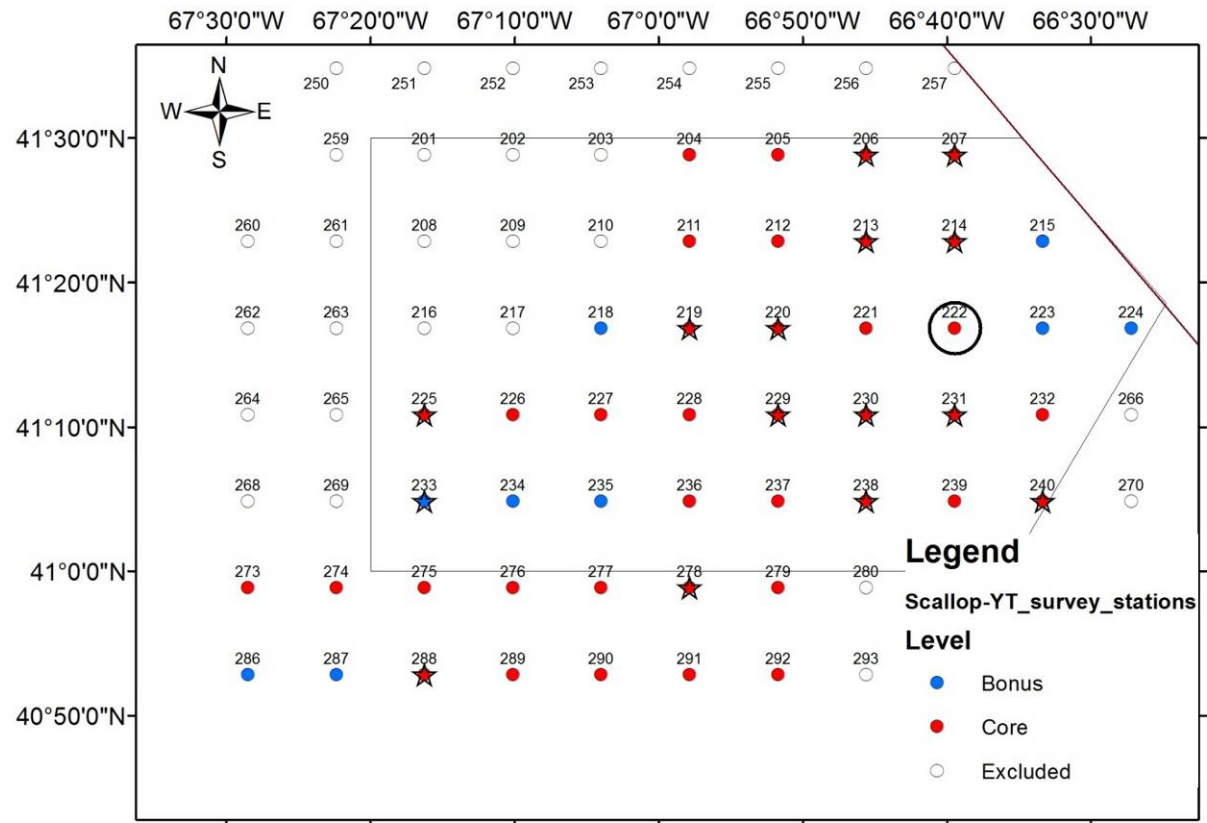 67°30'0"W 67°20'0"W 67°10'0"W 67°0'0"W 66°50'0"W 66°40'0"W 66°30'0"W
N
W E
S
250 251 252 253 254 255 256 257
41°30'0"N
259 201 202 203 204 205 206 207
260 261 208 209 210 211 212 213 214 215
41°20'0"N
262 263 216 217 218 219 220 221 222 223 224
264 265 225 226 227 228 229 230 231 232 266
41°10'0"N
268 269 233 234 235 236 237 238 239 240 270
41°0'0"N
273 274 275 276 277 278 279 280
286 287 288 289 290 291 292 293
40°50'0"N
Legend
Scallop-YT_survey_stations
Level
Bonus
Core
Excluded